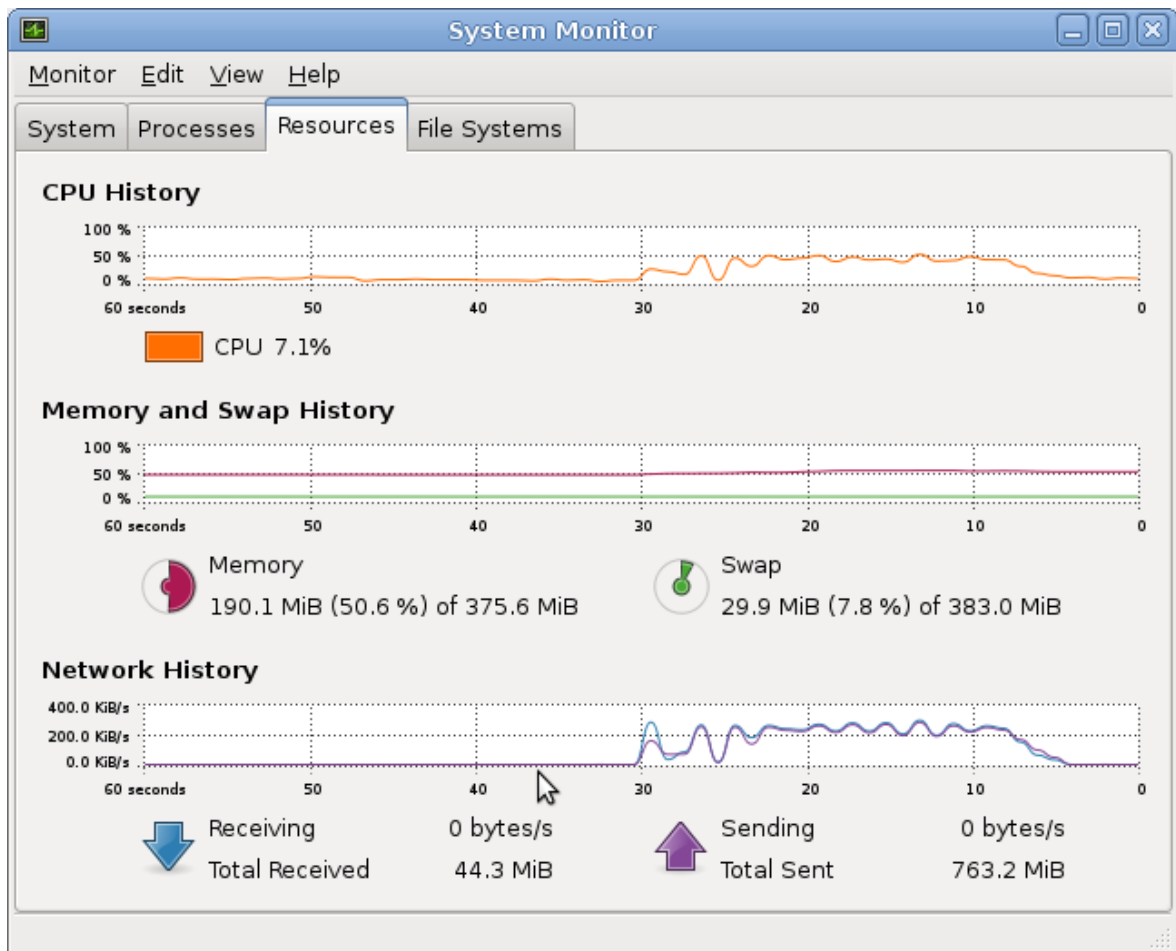 System Monitor
Monitor Edit View Help
System Processes Resources File Systems
CPU History
100 %
50 %
0 %
60 seconds 50 40 30 20 10 0
CPU 7.1%
Memory and Swap History
100 %
50 %
0 %
60 seconds 50 40 30 20 10 0
Memory Swap
190.1 MiB (50.6 %) of 375.6 MiB 29.9 MiB (7.8 %) of 383.0 MiB
Network History
400.0 KiB/s
200.0 KiB/s
0.0 KiB/s
60 seconds 50 40 30 20 10 0
Receiving 0 bytes/s Sending 0 bytes/s
Total Received 44.3 MiB Total Sent 763.2 MiB